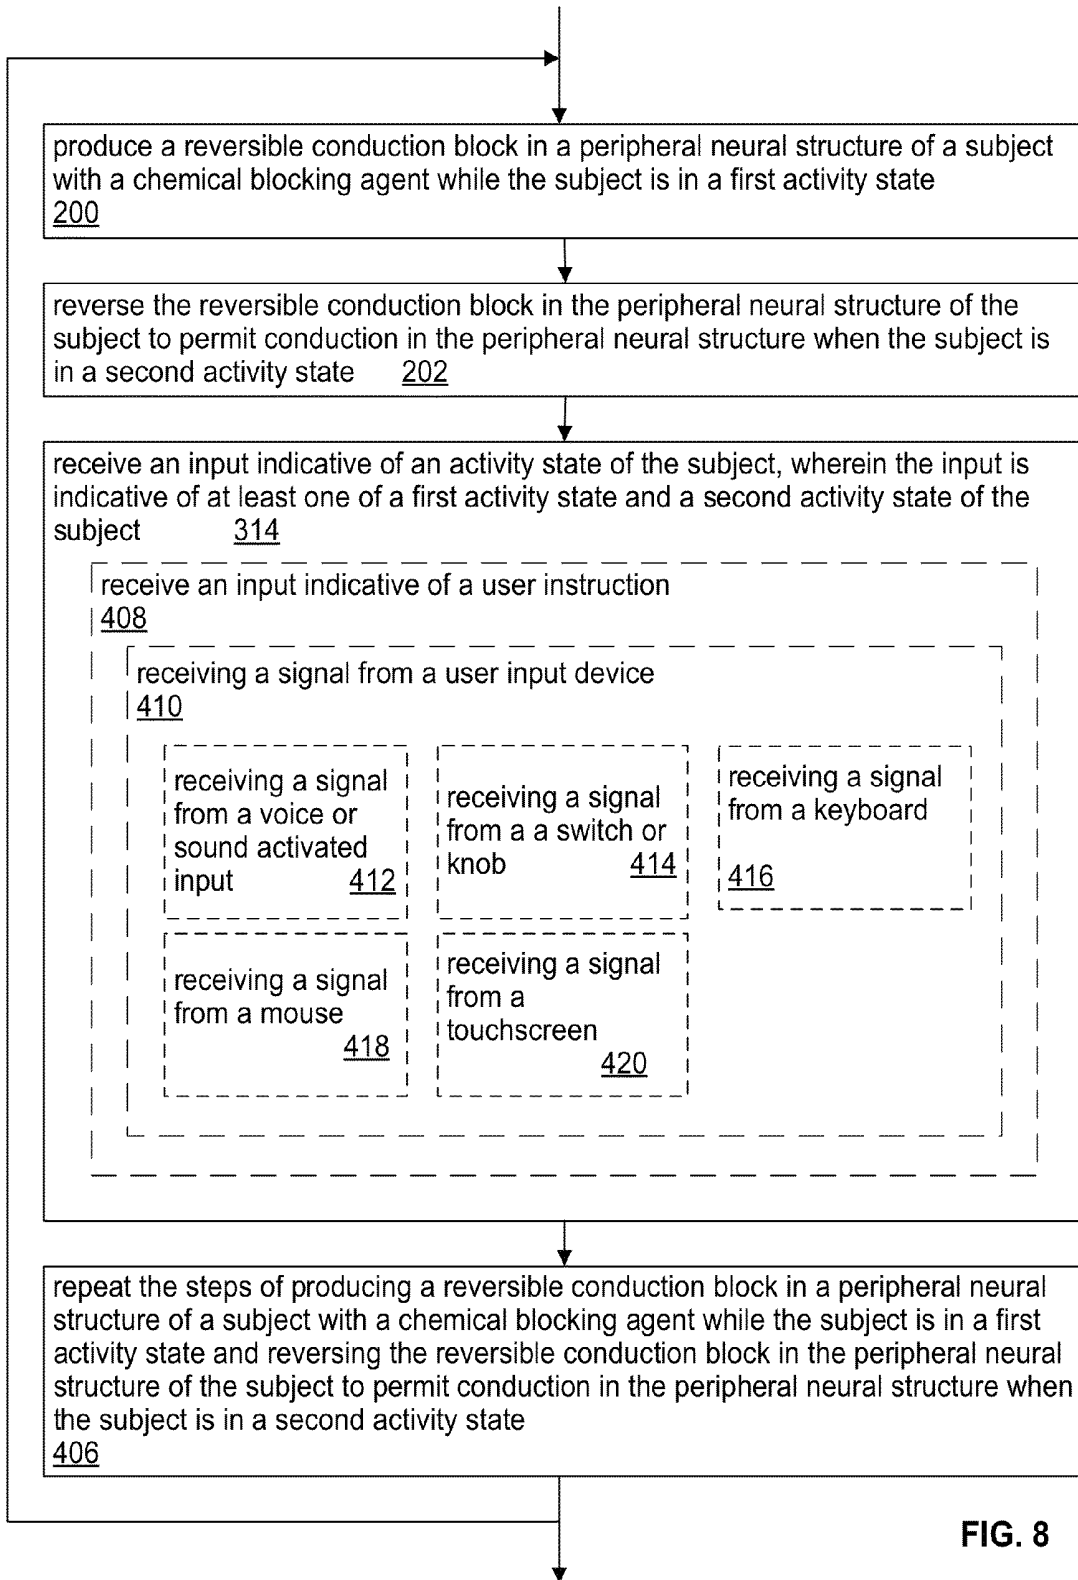 produce a reversible conduction block in a peripheral neural structure of a subject
with a chemical blocking agent while the subject is in a first activity state
200
reverse the reversible conduction block in the peripheral neural structure of the
subject to permit conduction in the peripheral neural structure when the subject is
in a second activity state 202
receive an input indicative of an activity state of the subject, wherein the input is
indicative of at least one of a first activity state and a second activity state of the
subject 314
receive an input indicative of a user instruction
408
receiving a signal from a user input device
410
receiving a signal
from a voice or
sound activated
input 412
receiving a signal
from a a switch or
knob 414
receiving a signal
from a keyboard
416
receiving a signal
from a mouse
418
receiving a signal
from a
touchscreen
420
repeat the steps of producing a reversible conduction block in a peripheral neural
structure of a subject with a chemical blocking agent while the subject is in a first
activity state and reversing the reversible conduction block in the peripheral neural
structure of the subject to permit conduction in the peripheral neural structure when
the subject is in a second activity state
406
FIG. 8